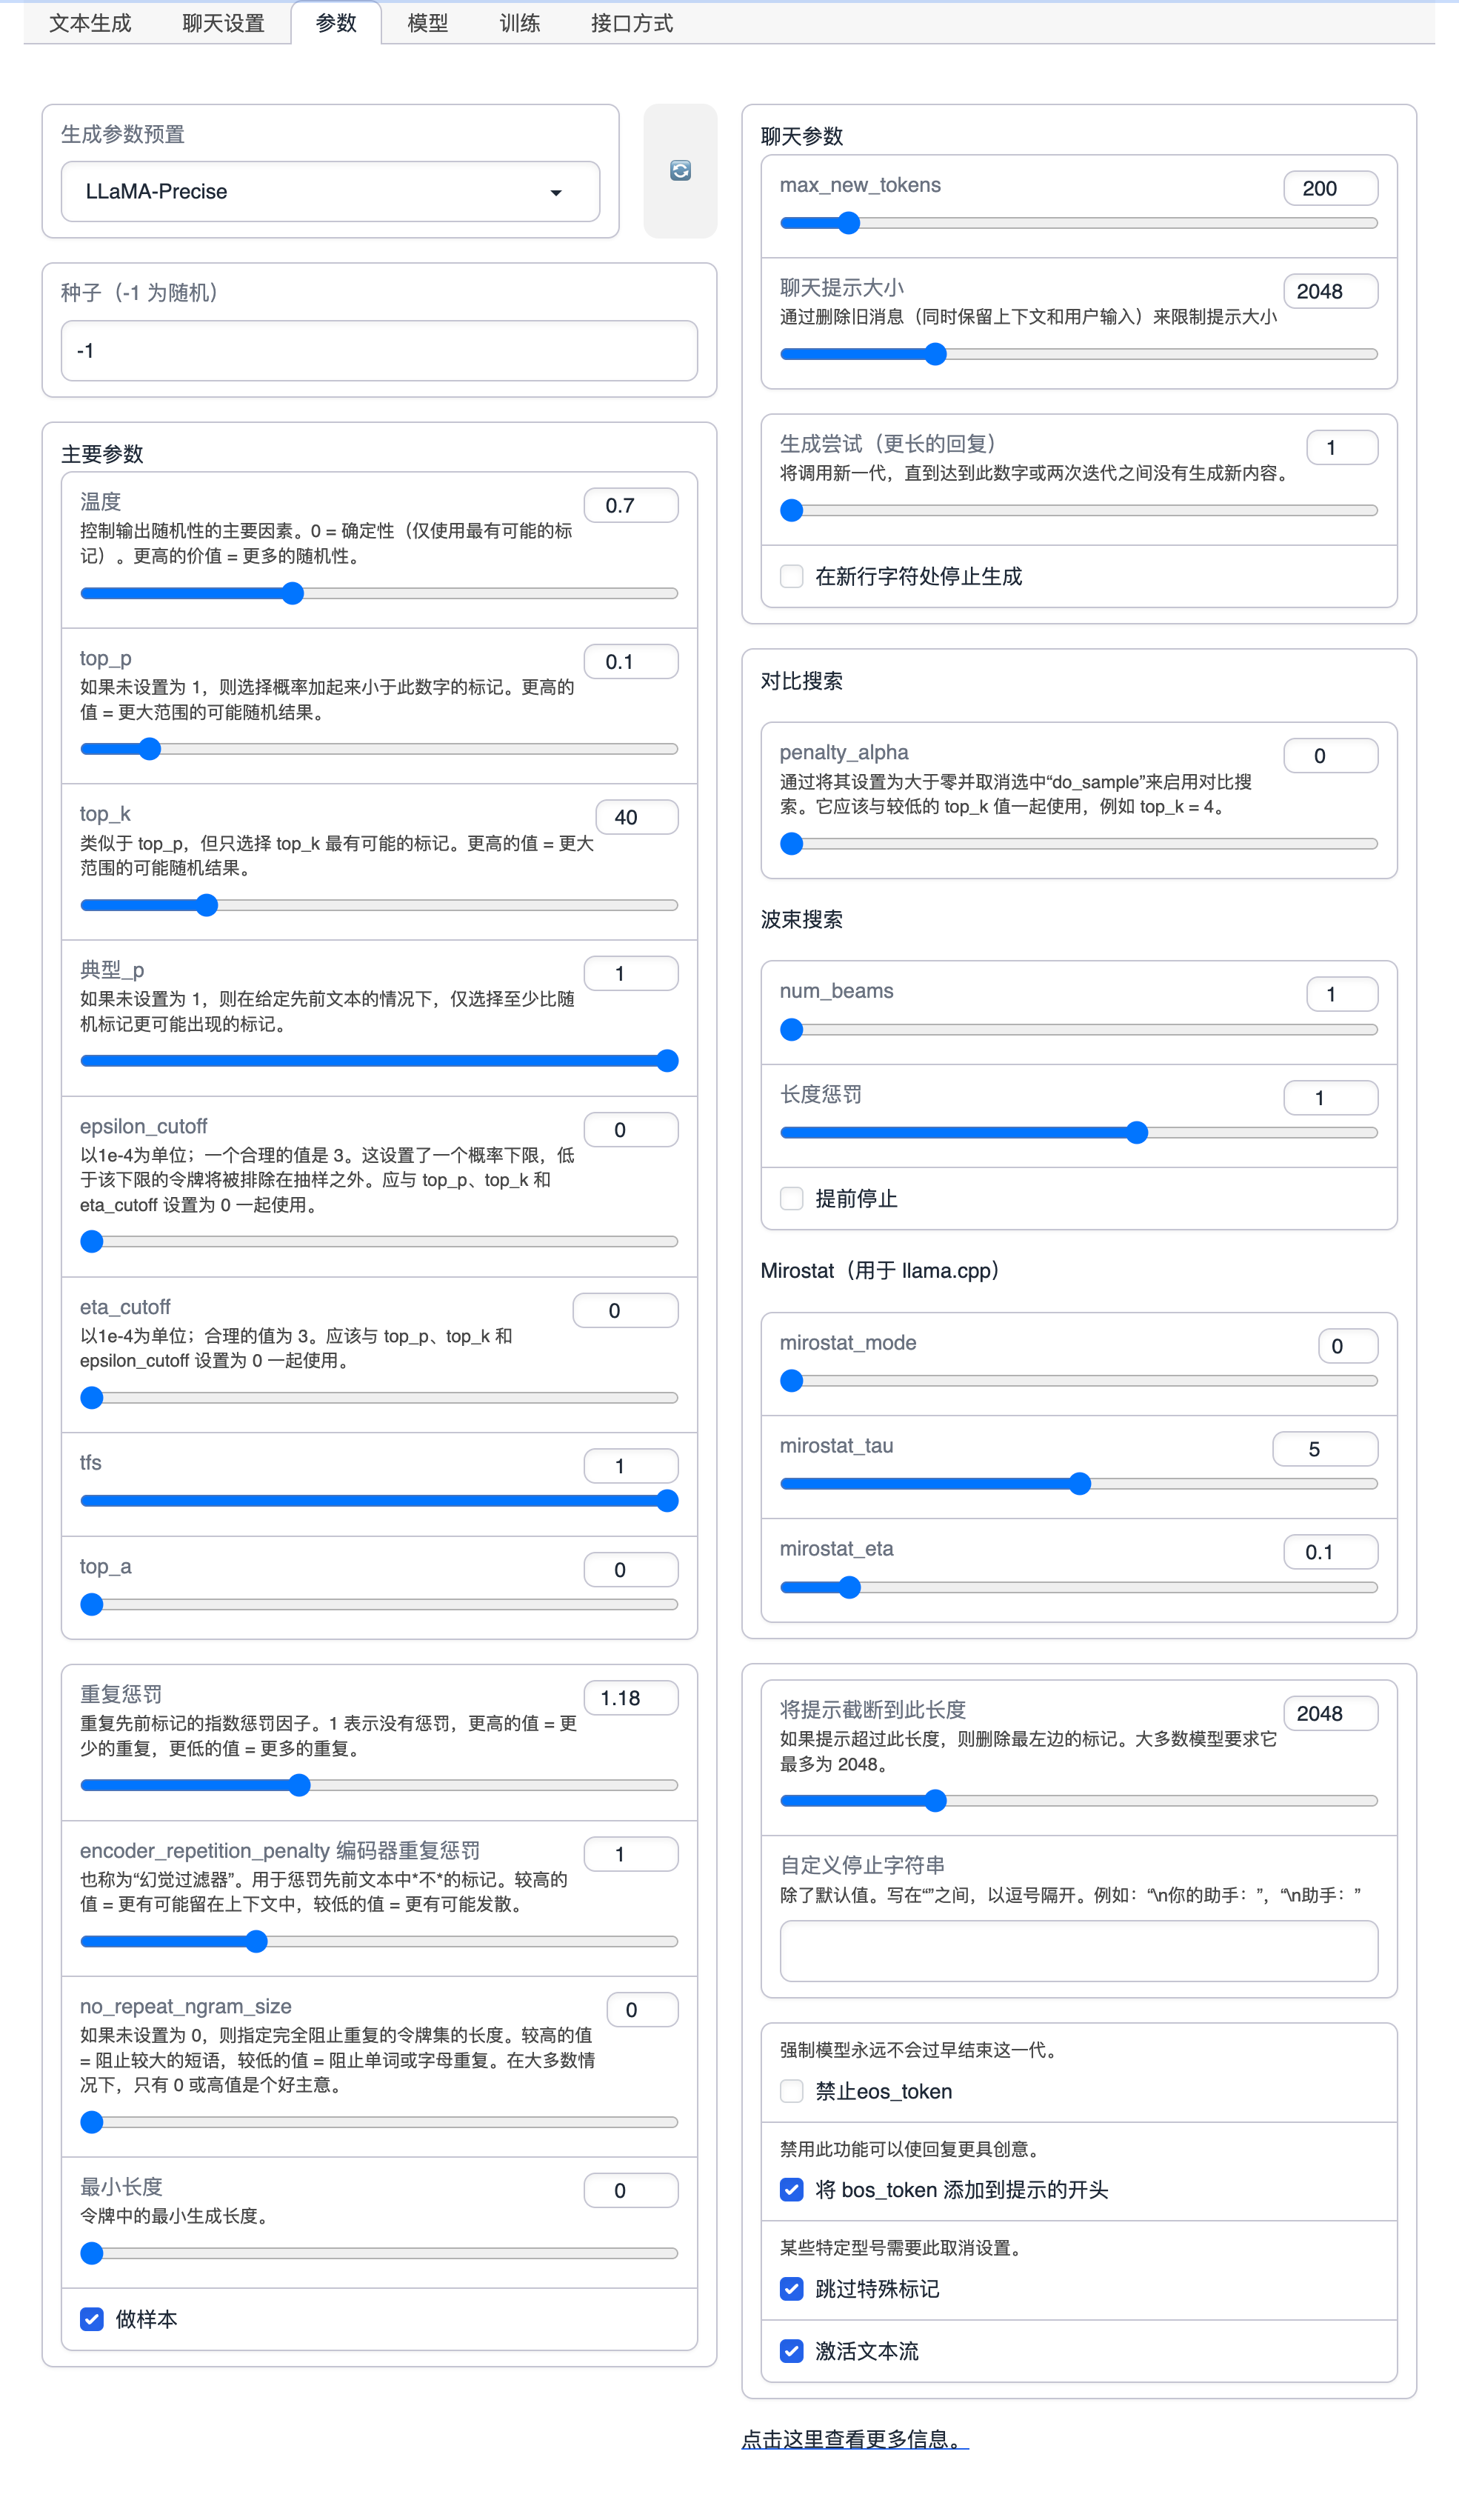 文本生成
聊天设置
参数
模型
训练
接口方式
生成参数预置
LLaMA-Precise
种子（-1 为随机）
-1
主要参数
温度
0.7
控制输出随机性的主要因素。0 = 确定性（仅使用最有可能的标
记）。更高的价值 = 更多的随机性。
top_p
0.1
如果未设置为 1，则选择概率加起来小于此数字的标记。更高的
值 = 更大范围的可能随机结果。
top_k
40
类似于 top_p，但只选择 top_k 最有可能的标记。更高的值 = 更大
范围的可能随机结果。
典型_p
1
如果未设置为 1，则在给定先前文本的情况下，仅选择至少比随
机标记更可能出现的标记。
epsilon_cutoff
0
以1e-4为单位；一个合理的值是 3。这设置了一个概率下限，低
于该下限的令牌将被排除在抽样之外。应与 top_p、top_k 和
eta_cutoff 设置为 0 一起使用。
eta_cutoff
0
以1e-4为单位；合理的值为 3。应该与 top_p、top_k 和
epsilon_cutoff 设置为 0 一起使用。
tfs
1
top_a
0
重复惩罚
1.18
重复先前标记的指数惩罚因子。1 表示没有惩罚，更高的值 = 更
少的重复，更低的值 = 更多的重复。
encoder_repetition_penalty 编码器重复惩罚
1
也称为“幻觉过滤器”。用于惩罚先前文本中*不*的标记。较高的
值 = 更有可能留在上下文中，较低的值 = 更有可能发散。
no_repeat_ngram_size
0
如果未设置为 0，则指定完全阻止重复的令牌集的长度。较高的值
= 阻止较大的短语，较低的值 = 阻止单词或字母重复。在大多数情
况下，只有 0 或高值是个好主意。
最小长度
0
令牌中的最小生成长度。
做样本
聊天参数
max_new_tokens
200
聊天提示大小
2048
通过删除旧消息（同时保留上下文和用户输入）来限制提示大小
生成尝试（更长的回复）
1
将调用新一代，直到达到此数字或两次迭代之间没有生成新内容。
在新行字符处停止生成
对比搜索
penalty_alpha
0
通过将其设置为大于零并取消选中“do_sample”来启用对比搜
索。它应该与较低的 top_k 值一起使用，例如 top_k = 4。
波束搜索
num_beams
1
长度惩罚
1
提前停止
Mirostat（用于 llama.cpp）
mirostat_mode
0
mirostat_tau
5
mirostat_eta
0.1
将提示截断到此长度
2048
如果提示超过此长度，则删除最左边的标记。大多数模型要求它
最多为 2048。
自定义停止字符串
除了默认值。写在“”之间，以逗号隔开。例如：“\n你的助手：”，“\n助手：”
强制模型永远不会过早结束这一代。
禁止eos_token
禁用此功能可以使回复更具创意。
将 bos_token 添加到提示的开头
某些特定型号需要此取消设置。
跳过特殊标记
激活文本流
点击这里查看更多信息。